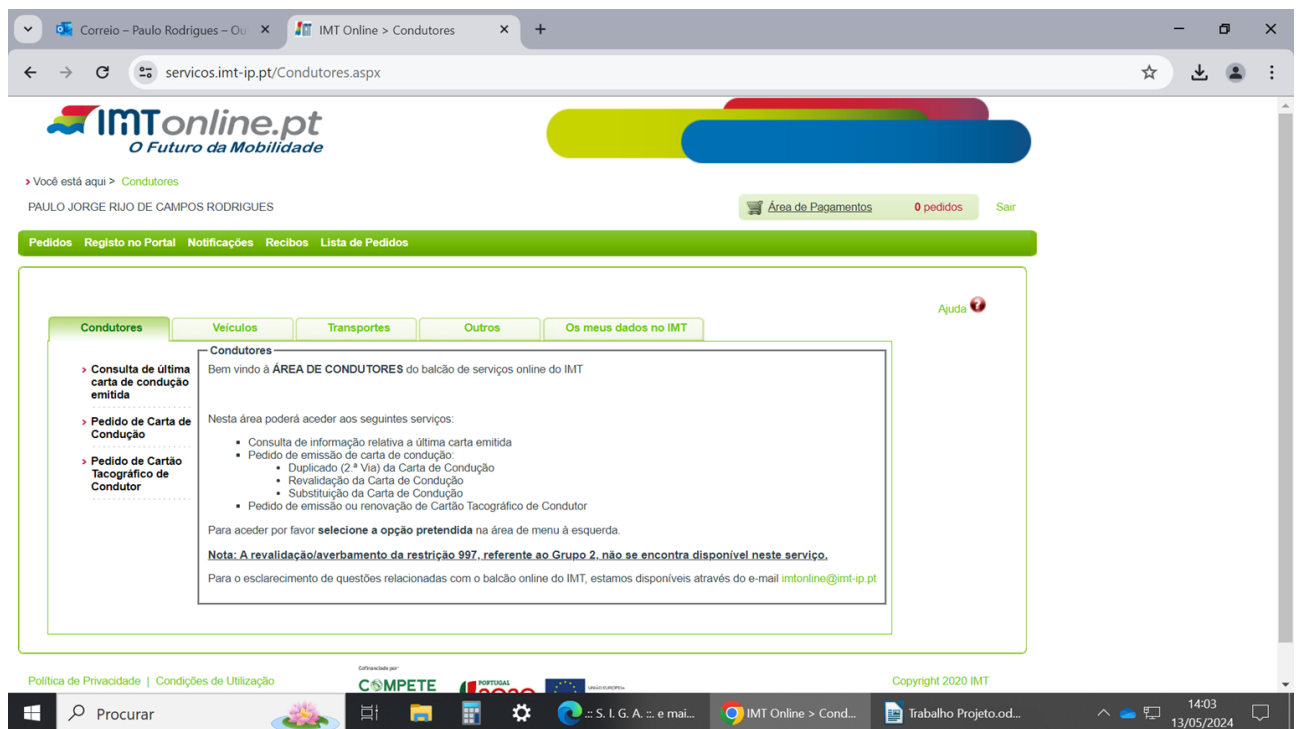 Correio – Paulo Rodrigues – Ou
IMT Online > Condutores
servicos.imt-ip.pt/Condutores.aspx
IMTonline.pt
O Futuro da Mobilidade
Você está aqui > Condutores
PAULO JORGE RIJO DE CAMPOS RODRIGUES
Área de Pagamentos 0 pedidos Sair
Pedidos Registo no Portal Notificações Recibos Lista de Pedidos
Ajuda ?
Condutores Veículos Transportes Outros Os meus dados no IMT
Consulta de última
carta de condução
emitida
Pedido de Carta de
Condução
Pedido de Cartão
Tacográfico de
Condutor
Condutores
Bem vindo à ÁREA DE CONDUTORES do balcão de serviços online do IMT
Nesta área poderá aceder aos seguintes serviços:
Consulta de informação relativa a última carta emitida
Pedido de emissão de carta de condução:
Duplicado (2.ª Via) da Carta de Condução
Revalidação da Carta de Condução
Substituição da Carta de Condução
Pedido de emissão ou renovação de Cartão Tacográfico de Condutor
Para aceder por favor selecione a opção pretendida na área de menu à esquerda.
Nota: A revalidação/averbamento da restrição 997, referente ao Grupo 2, não se encontra disponível neste serviço.
Para o esclarecimento de questões relacionadas com o balcão online do IMT, estamos disponíveis através do e-mail imtonline@imt-ip.pt
Política de Privacidade | Condições de Utilização
Cofinanciado por:
COMPETE
PORTUGAL
2020
UNIÃO EUROPEIA
Copyright 2020 IMT
Procurar
.:: S. I. G. A. ::. e mai...
IMT Online > Cond...
Trabalho Projeto.od...
14:03
13/05/2024